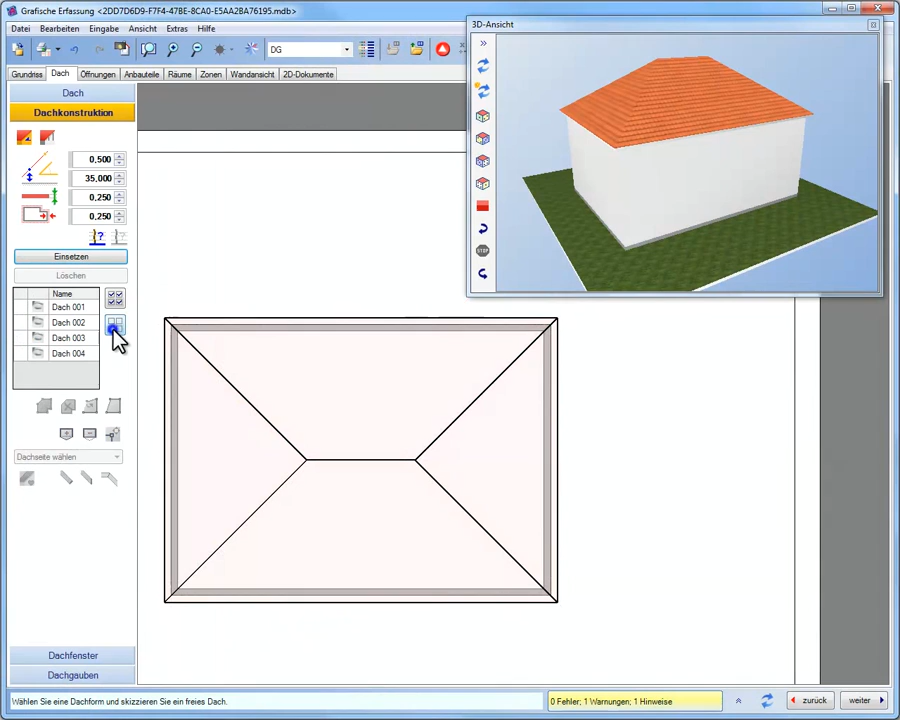 Grafische Erfassung <2DD7D6D9-F7F4-47BE-8CA0-E5AA2BA76195.mdb>
Datei Bearbeiten Eingabe Ansicht Extras Hilfe
DG
Grundriss Dach Öffnungen Anbauteile Räume Zonen Wandansicht 2D-Dokumente
3D-Ansicht
STOP
Dach
Dachkonstruktion
0,500
35,000
0,250
0,250
Einsetzen
Löschen
Name
Dach 001
Dach 002
Dach 003
Dach 004
Dachseite wählen
Dachfenster
Dachgauben
Wählen Sie eine Dachform und skizzieren Sie ein freies Dach.
0 Fehler; 1 Warnungen; 1 Hinweise
zurück
weiter